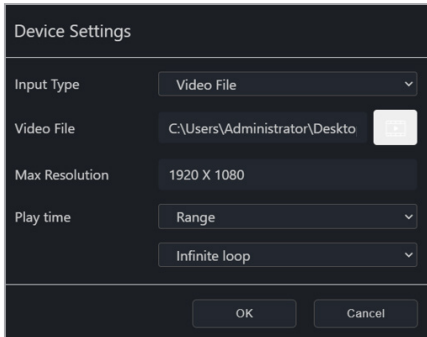 Device Settings
Input Type Video File
Video File C:\Users\Administrator\Deskto
Max Resolution 1920 X 1080
Play time Range
Infinite loop
OK Cancel